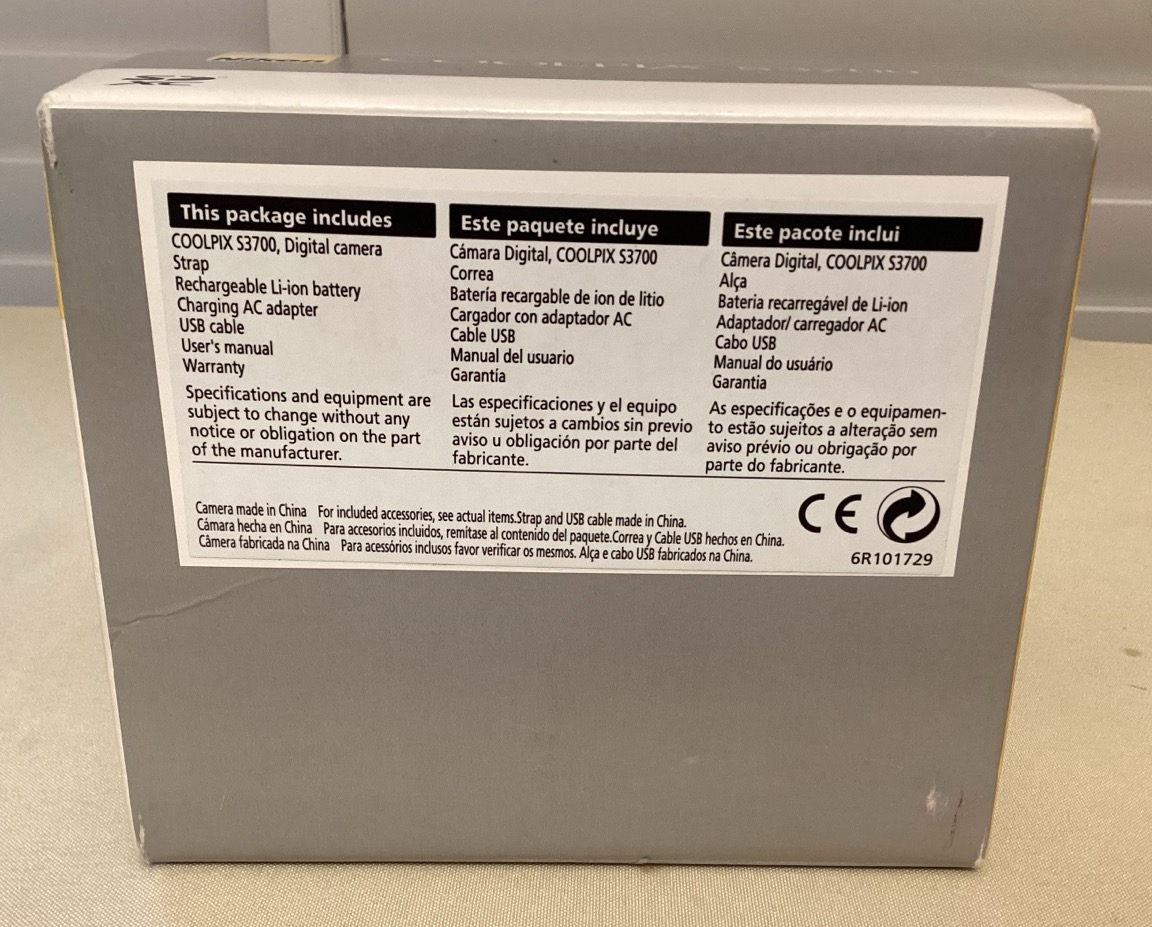 Nikon
COOLPIX S3700
This package includes
COOLPIX S3700, Digital camera
Strap
Rechargeable Li-ion battery
Charging AC adapter
USB cable
User's manual
Warranty
Specifications and equipment are
subject to change without any
notice or obligation on the part
of the manufacturer.
Este paquete incluye
Cámara Digital, COOLPIX S3700
Correa
Batería recargable de ion de litio
Cargador con adaptador AC
Cable USB
Manual del usuario
Garantía
Las especificaciones y el equipo
están sujetos a cambios sin previo
aviso u obligación por parte del
fabricante.
Este pacote inclui
Câmera Digital, COOLPIX S3700
Alça
Bateria recarregável de Li-ion
Adaptador/ carregador AC
Cabo USB
Manual do usuário
Garantia
As especificações e o equipamen-
to estão sujeitos a alteração sem
aviso prévio ou obrigação por
parte do fabricante.
Camera made in China For included accessories, see actual items.Strap and USB cable made in China.
Cámara hecha en China Para accesorios incluidos, remítase al contenido del paquete.Correa y Cable USB hechos en China.
Câmera fabricada na China Para acessórios inclusos favor verificar os mesmos. Alça e cabo USB fabricados na China.
CE
6R101729